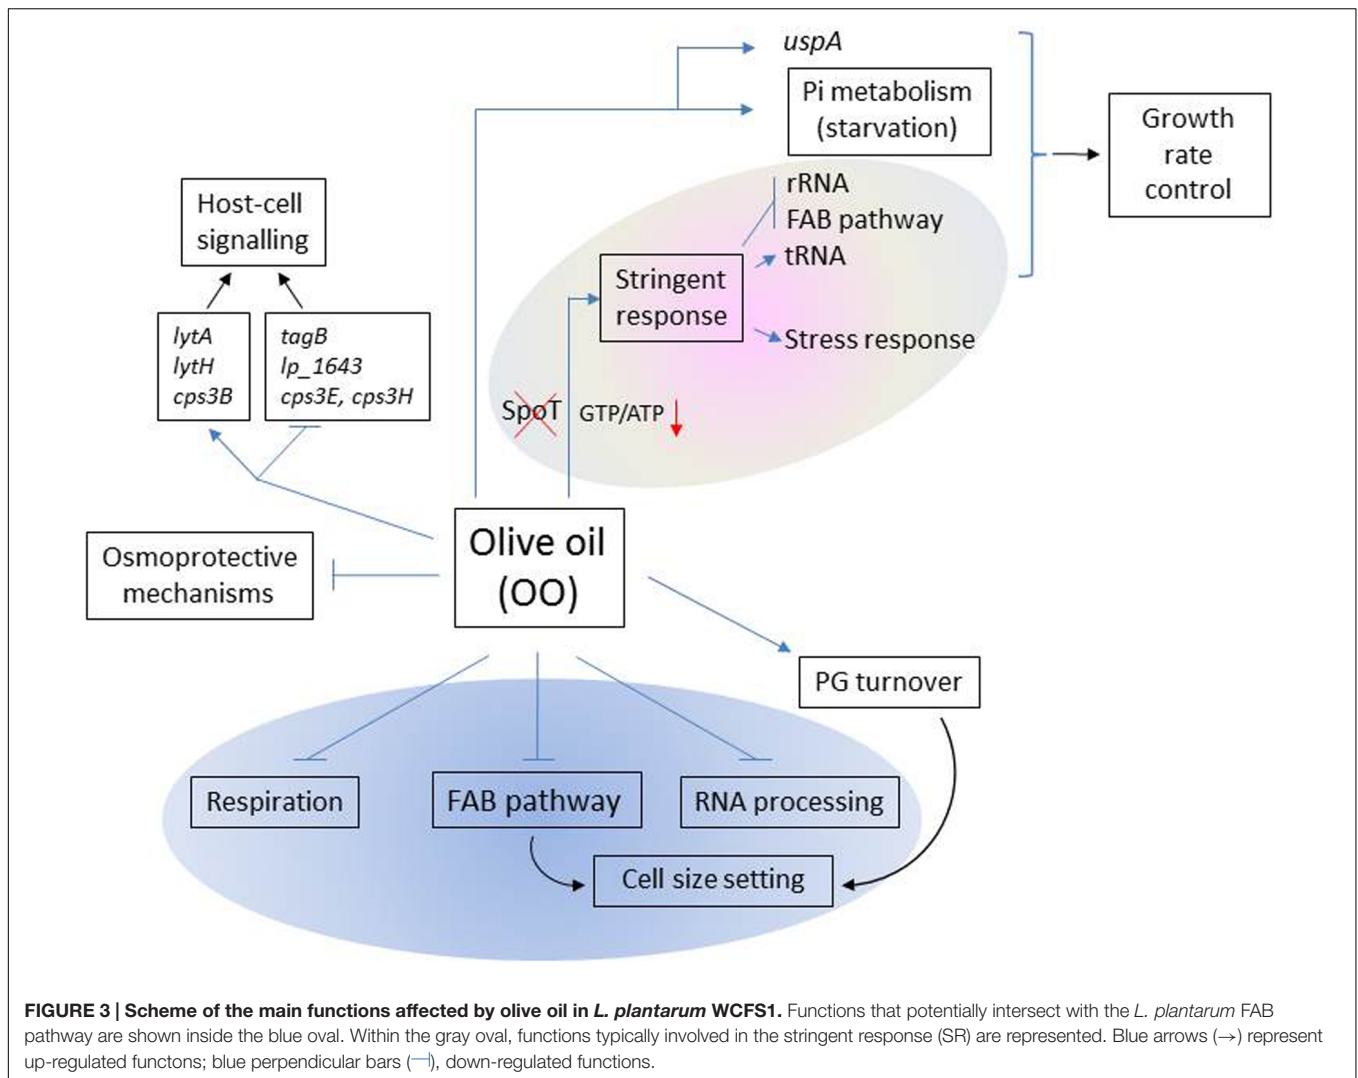 uspA
Pi metabolism
(starvation)
Growth
rate
control
rRNA
FAB pathway
tRNA
Host-cell
signalling
Stringent
response
Stress response
lytA
lytH
cps3B
tagB
lp_1643
cps3E, cps3H
SpoT
GTP/ATP
Olive oil
(OO)
Osmoprotective
mechanisms
PG turnover
Respiration
FAB pathway
RNA processing
Cell size setting
FIGURE 3 | Scheme of the main functions affected by olive oil in L. plantarum WCFS1. Functions that potentially intersect with the L. plantarum FAB
pathway are shown inside the blue oval. Within the gray oval, functions typically involved in the stringent response (SR) are represented. Blue arrows (→) represent
up-regulated functons; blue perpendicular bars (⊣), down-regulated functions.